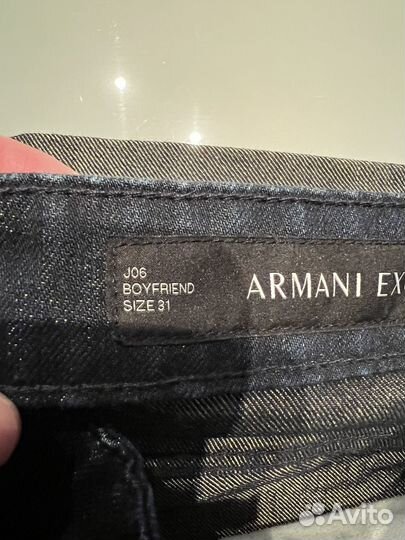 J06
BOYFRIEND
SIZE 31
ARMANI EX
Avito